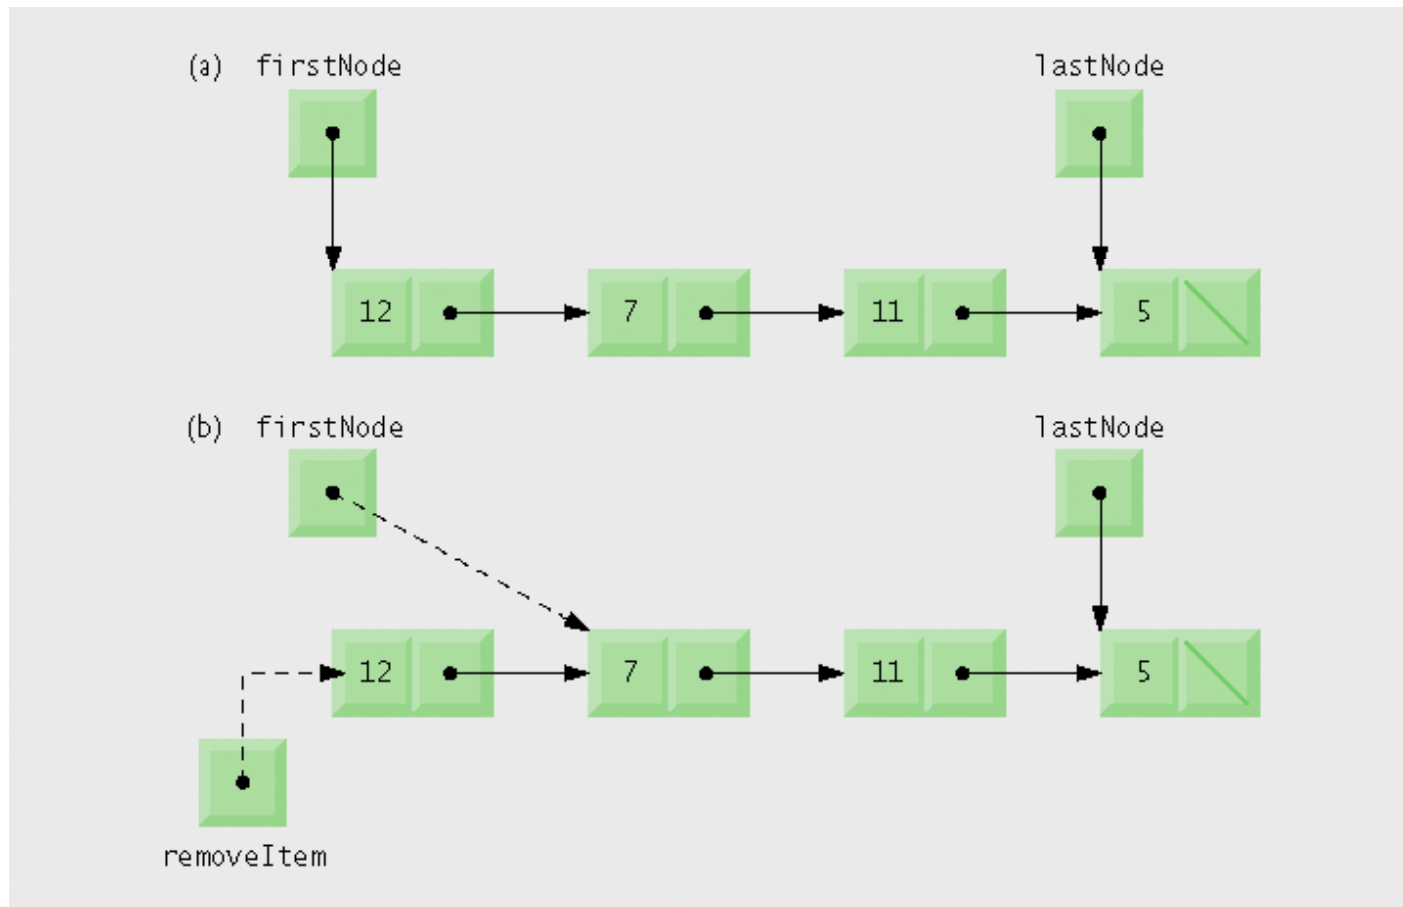 (a) firstNode lastNode
12 7 11 5
(b) firstNode lastNode
12 7 11 5
removeItem